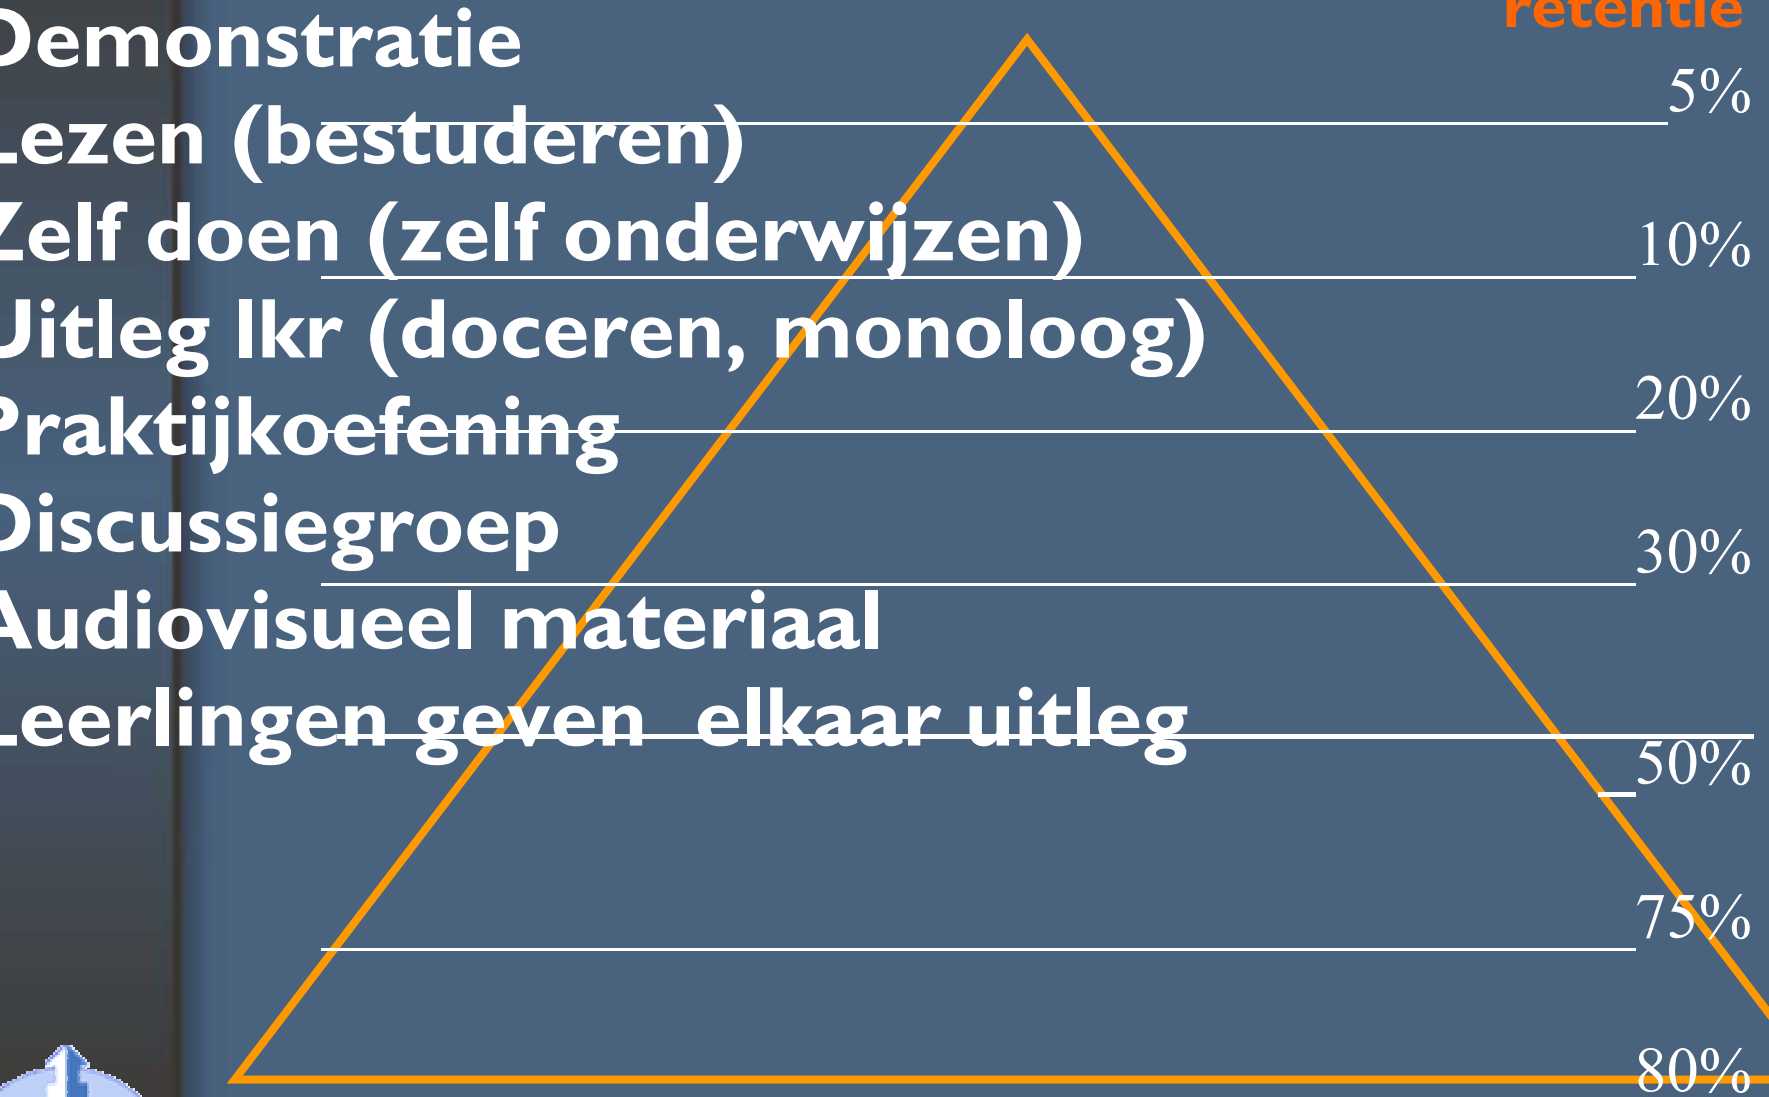 retentie
Demonstratie
Lezen (bestuderen)
Zelf doen (zelf onderwijzen)
Uitleg lkr (doceren, monoloog)
Praktijkoefening
Discussiegroep
Audiovisueel materiaal
Leerlingen geven elkaar uitleg
5%
10%
20%
30%
50%
75%
80%